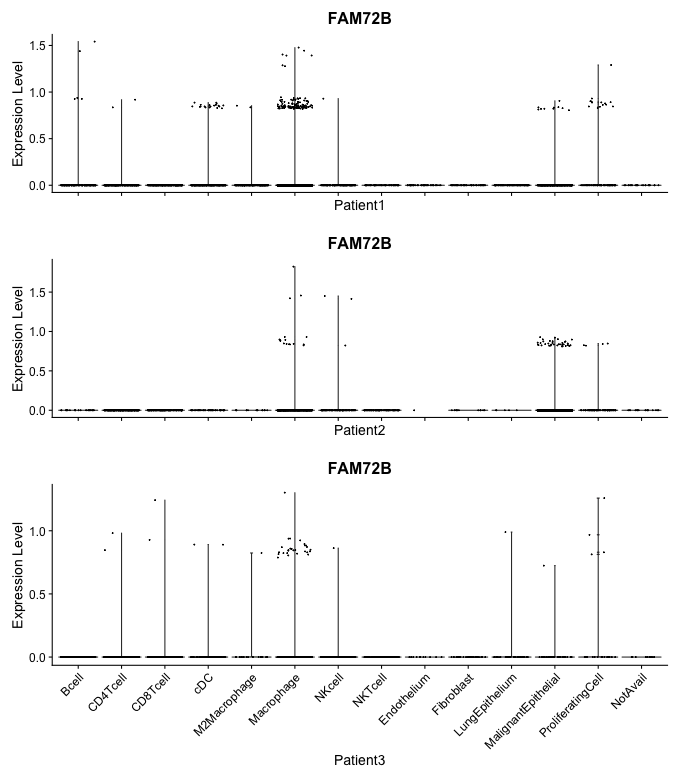 FAM72B
Expression Level
1.5
1.0
0.5
0.0
Patient1
FAM72B
Expression Level
1.5
1.0
0.5
0.0
Patient2
FAM72B
Expression Level
1.0
0.5
0.0
Bcell
CD4Tcell
CD8Tcell
cDC
M2Macrophage
Macrophage
NKcell
NKTcell
Endothelium
Fibroblast
LungEpithelium
MalignantEpithelial
ProliferatingCell
NotAvail
Patient3